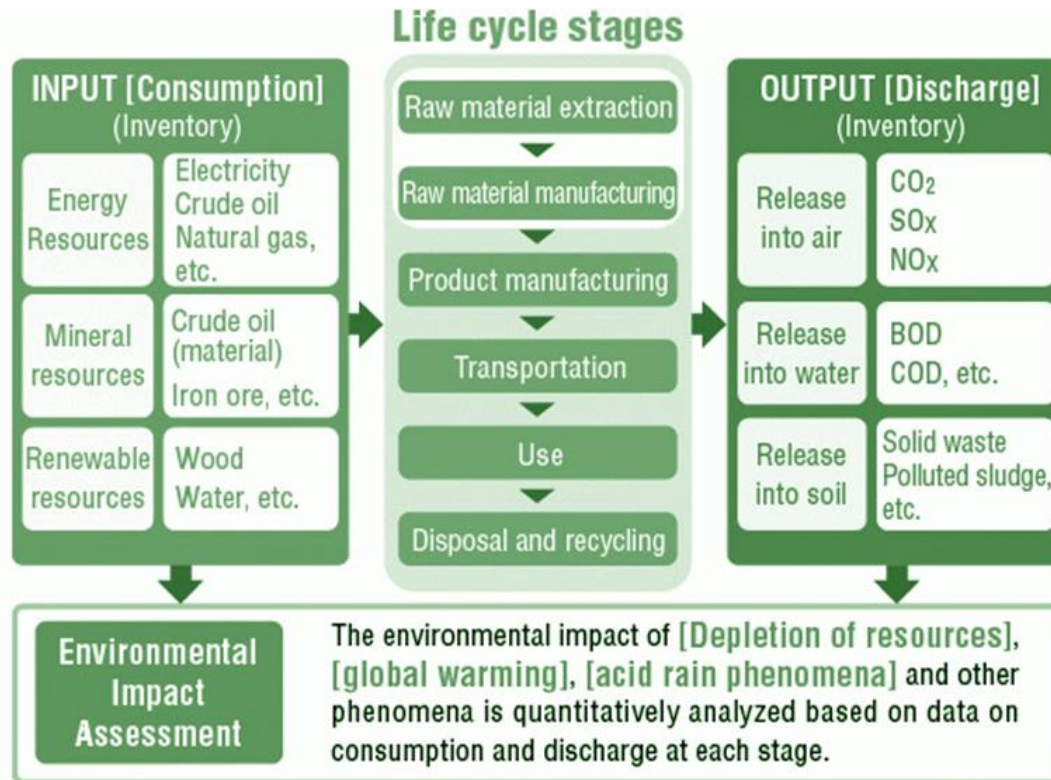 Life cycle stages
INPUT [Consumption]
(Inventory)
Energy
Resources
Electricity
Crude oil
Natural gas,
etc.
Mineral
resources
Crude oil
(material)
Iron ore, etc.
Renewable
resources
Wood
Water, etc.
Raw material extraction
Raw material manufacturing
Product manufacturing
Transportation
Use
Disposal and recycling
OUTPUT [Discharge]
(Inventory)
Release
into air
CO₂
SOx
NOx
Release
into water
BOD
COD, etc.
Release
into soil
Solid waste
Polluted sludge,
etc.
Environmental
Impact
Assessment
The environmental impact of [Depletion of resources],
[global warming], [acid rain phenomena] and other
phenomena is quantitatively analyzed based on data on
consumption and discharge at each stage.